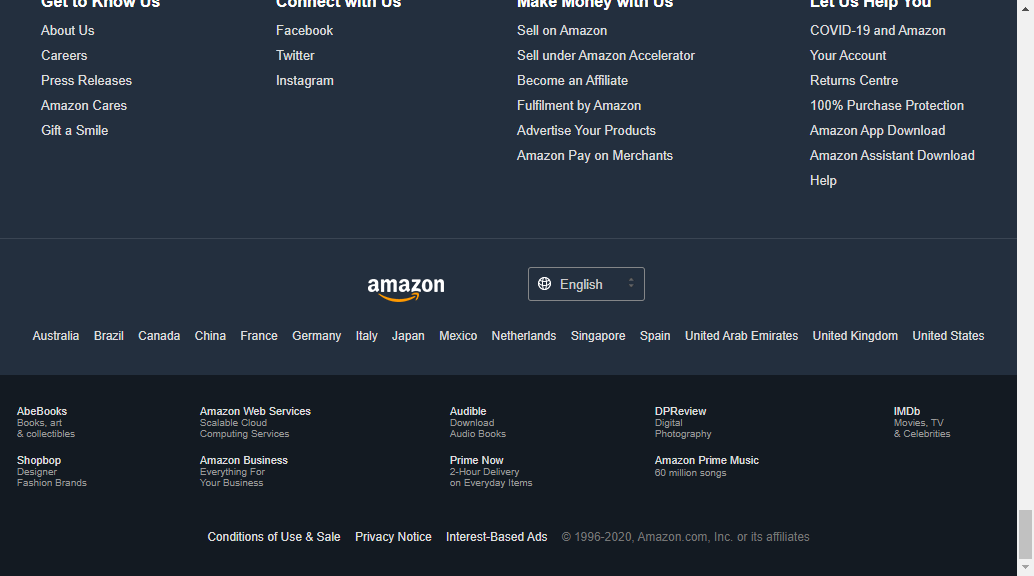 Get to Know Us
About Us
Careers
Press Releases
Amazon Cares
Gift a Smile
Connect with Us
Facebook
Twitter
Instagram
Make Money with Us
Sell on Amazon
Sell under Amazon Accelerator
Become an Affiliate
Fulfilment by Amazon
Advertise Your Products
Amazon Pay on Merchants
Let Us Help You
COVID-19 and Amazon
Your Account
Returns Centre
100% Purchase Protection
Amazon App Download
Amazon Assistant Download
Help
amazon
English
Australia Brazil Canada China France Germany Italy Japan Mexico Netherlands Singapore Spain United Arab Emirates United Kingdom United States
AbeBooks
Books, art
& collectibles
Amazon Web Services
Scalable Cloud
Computing Services
Audible
Download
Audio Books
DPReview
Digital
Photography
IMDb
Movies, TV
& Celebrities
Shopbop
Designer
Fashion Brands
Amazon Business
Everything For
Your Business
Prime Now
2-Hour Delivery
on Everyday Items
Amazon Prime Music
60 million songs
Conditions of Use & Sale Privacy Notice Interest-Based Ads © 1996-2020, Amazon.com, Inc. or its affiliates